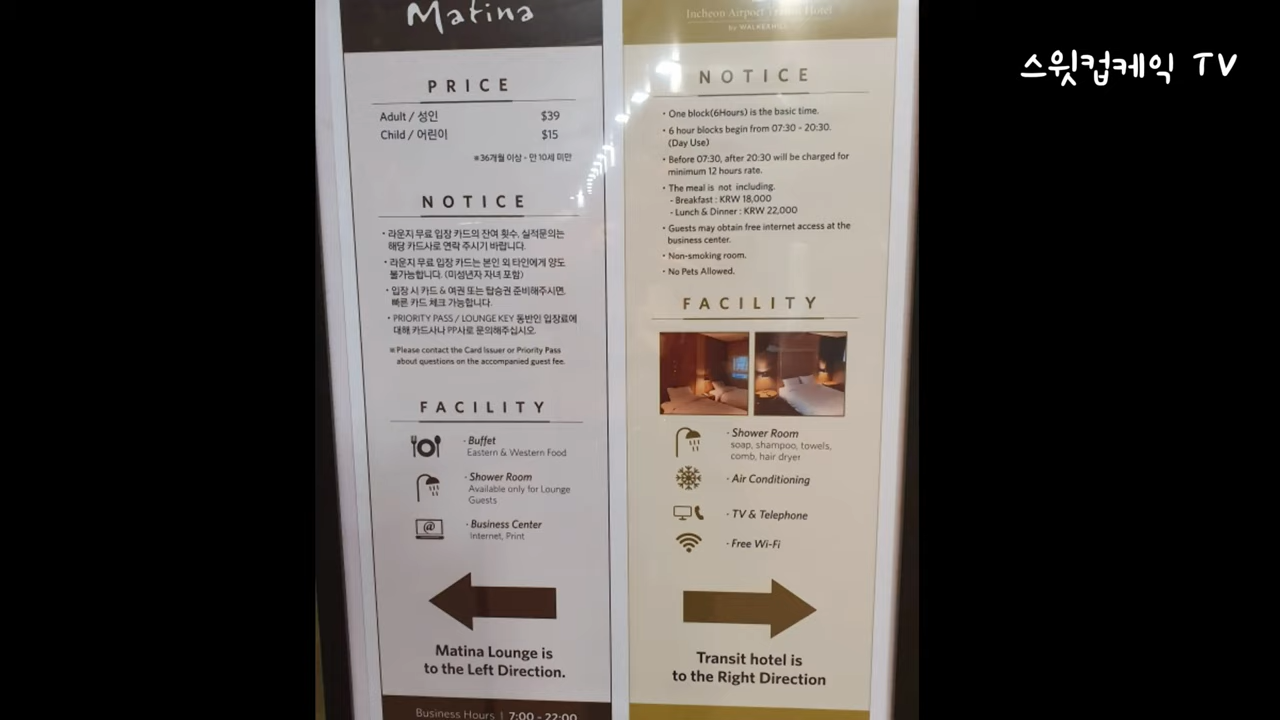 Matina
PRICE
Adult / 성인 $39
Child / 어린이 $15
※36개월 이상 - 만 10세 미만
NOTICE
· 라운지 무료 입장 카드의 잔여 횟수, 실적문의는
해당 카드사로 연락 주시기 바랍니다.
· 라운지 무료 입장 카드는 본인 외 타인에게 양도
불가능합니다. (미성년자 자녀 포함)
· 입장 시 카드 & 여권 또는 탑승권 준비해주시면,
빠른 카드 체크 가능합니다.
· PRIORITY PASS / LOUNGE KEY 동반인 입장료에
대해 카드사나 PP사로 문의해주십시오.
※Please contact the Card Issuer or Priority Pass
about questions on the accompanied guest fee.
FACILITY
· Buffet
Eastern & Western Food
· Shower Room
Available only for Lounge
Guests
· Business Center
Internet, Print
Matina Lounge is
to the Left Direction.
Business Hours | 7:00 - 22:00
Incheon Airport Transit Hotel
by WALKERHILL
NOTICE
· One block(6Hours) is the basic time.
· 6 hour blocks begin from 07:30 - 20:30.
(Day Use)
· Before 07:30, after 20:30 will be charged for
minimum 12 hours rate.
· The meal is not including.
- Breakfast : KRW 18,000
- Lunch & Dinner : KRW 22,000
· Guests may obtain free internet access at the
business center.
· Non-smoking room.
· No Pets Allowed.
FACILITY
· Shower Room
soap, shampoo, towels,
comb, hair dryer
· Air Conditioning
· TV & Telephone
· Free Wi-Fi
Transit hotel is
to the Right Direction
스윗컵케익 TV